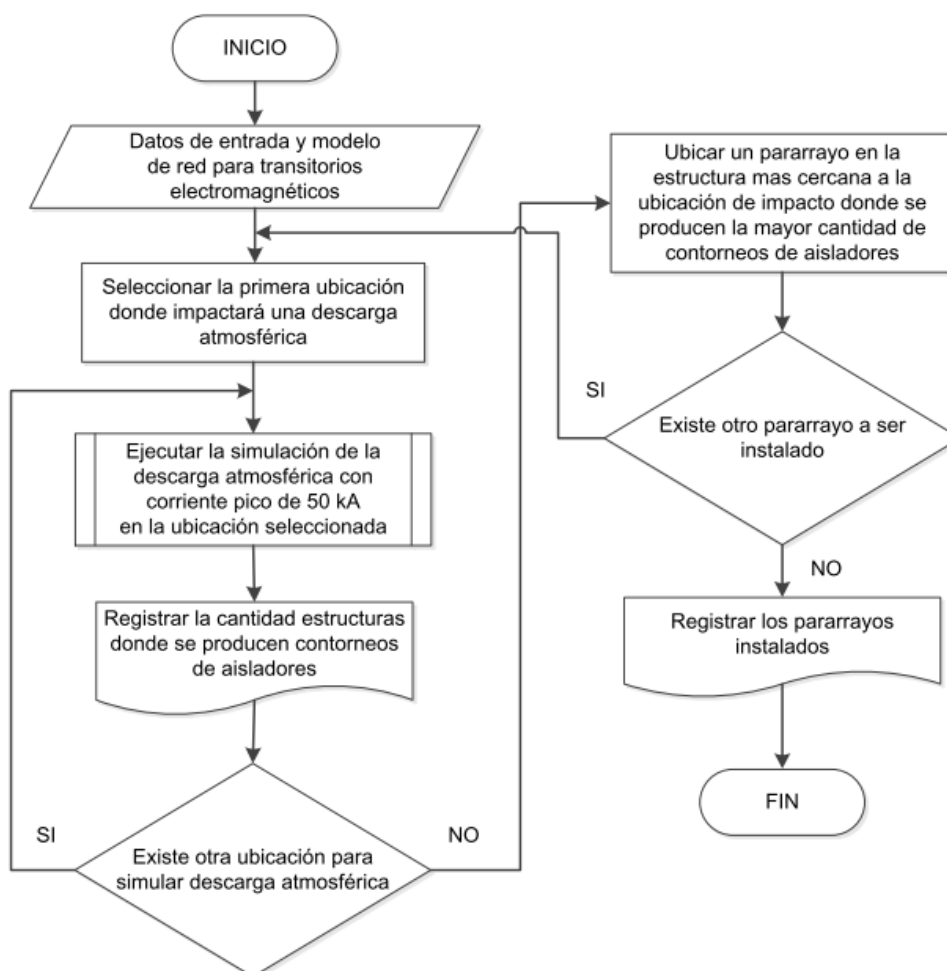 INICIO
Datos de entrada y modelo
de red para transitorios
electromagnéticos
Seleccionar la primera ubicación
donde impactará una descarga
atmosférica
Ejecutar la simulación de la
descarga atmosférica con
corriente pico de 50 kA
en la ubicación seleccionada
Registrar la cantidad estructuras
donde se producen contorneos
de aisladores
SI
NO
Existe otra ubicación para
simular descarga atmosférica
Ubicar un pararrayo en la
estructura mas cercana a la
ubicación de impacto donde se
producen la mayor cantidad de
contorneos de aisladores
SI
Existe otro pararrayo a ser
instalado
NO
Registrar los pararrayos
instalados
FIN